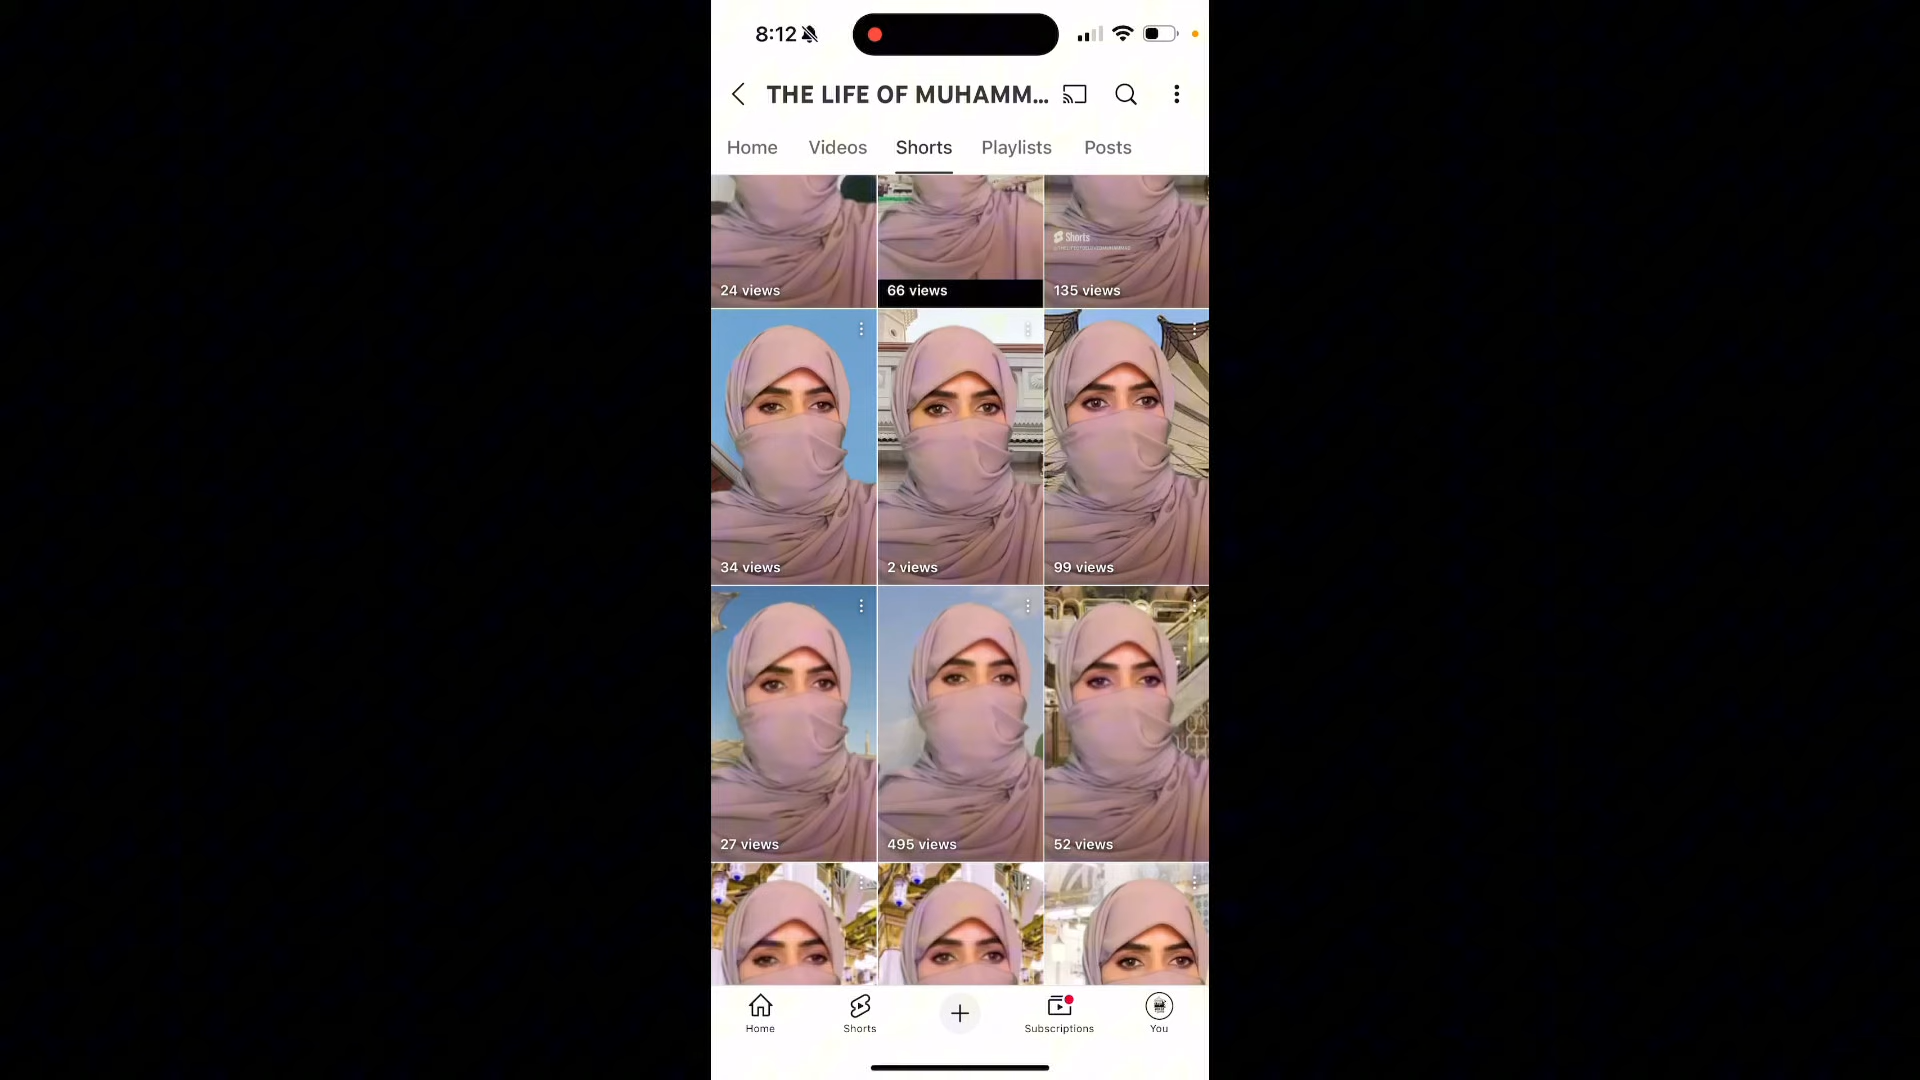 8:12
THE LIFE OF MUHAMM...
Home Videos Shorts Playlists Posts
Shorts
24 views 66 views 135 views
34 views 2 views 99 views
27 views 495 views 52 views
Home Shorts Subscriptions You